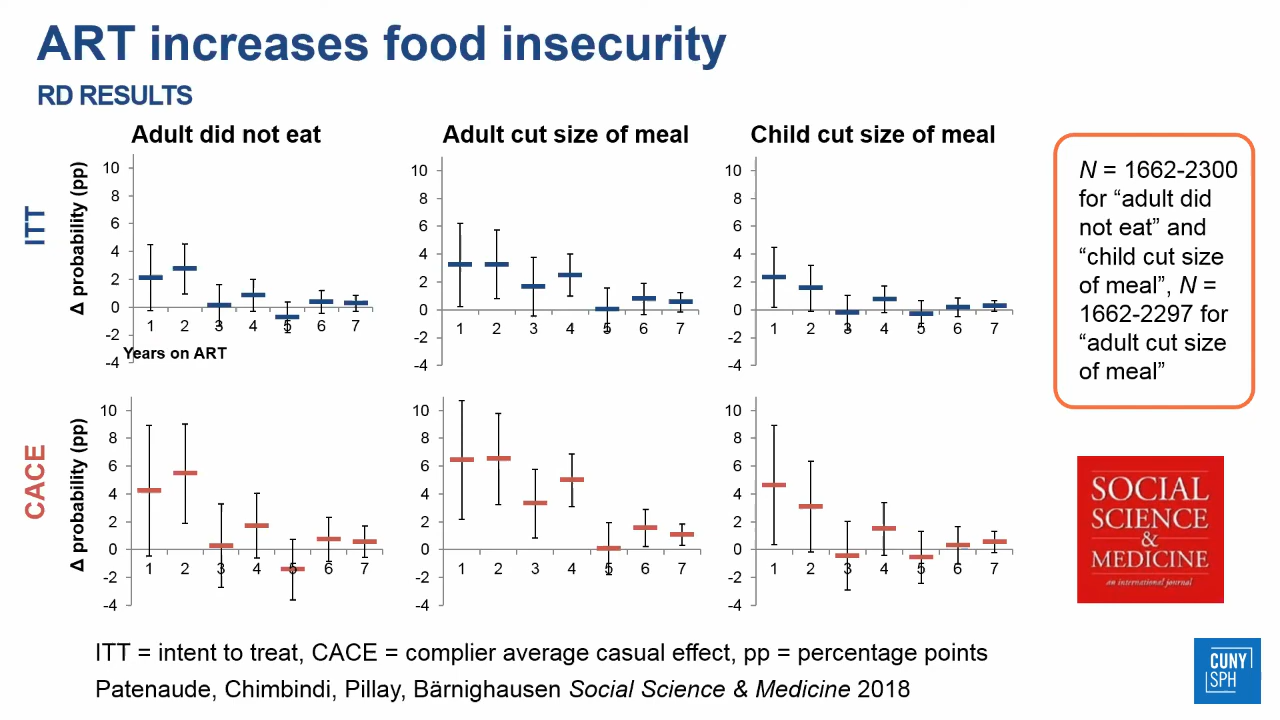 ART increases food insecurity
RD RESULTS
Adult did not eat
Adult cut size of meal
Child cut size of meal
ITT
Δ probability (pp)
10
8
6
4
2
0
-2
-4
1 2 3 4 5 6 7
Years on ART
10
8
6
4
2
0
-2
-4
1 2 3 4 5 6 7
10
8
6
4
2
0
-2
-4
1 2 3 4 5 6 7
CACE
Δ probability (pp)
10
8
6
4
2
0
-2
-4
1 2 3 4 5 6 7
10
8
6
4
2
0
-2
-4
1 2 3 4 5 6 7
10
8
6
4
2
0
-2
-4
1 2 3 4 5 6 7
N = 1662-2300
for “adult did
not eat” and
“child cut size
of meal”, N =
1662-2297 for
“adult cut size
of meal”
SOCIAL
SCIENCE
&
MEDICINE
an international journal
ITT = intent to treat, CACE = complier average casual effect, pp = percentage points
Patenaude, Chimbindi, Pillay, Bärnighausen Social Science & Medicine 2018
CUNY
SPH